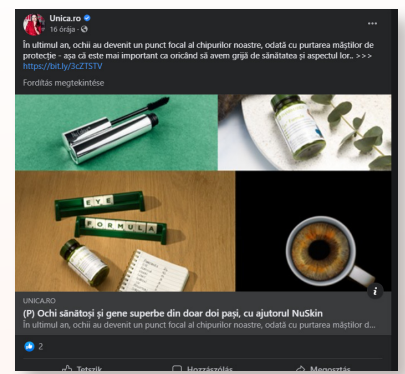 Unica.ro
16 órája ·
În ultimul an, ochii au devenit un punct focal al chipurilor noastre, odată cu purtarea măștilor de
protecție - așa că este mai important ca oricând să avem grijă de sănătatea și aspectul lor.. >>>
https://bit.ly/3cZTSTV
Fordítás megtekintése
EYE
FORMULA
UNICA.RO
(P) Ochi sănătoși și gene superbe din doar doi pași, cu ajutorul NuSkin
În ultimul an, ochii au devenit un punct focal al chipurilor noastre, odată cu purtarea măștilor d...
2
Tetszik
Hozzászólás
Megosztás